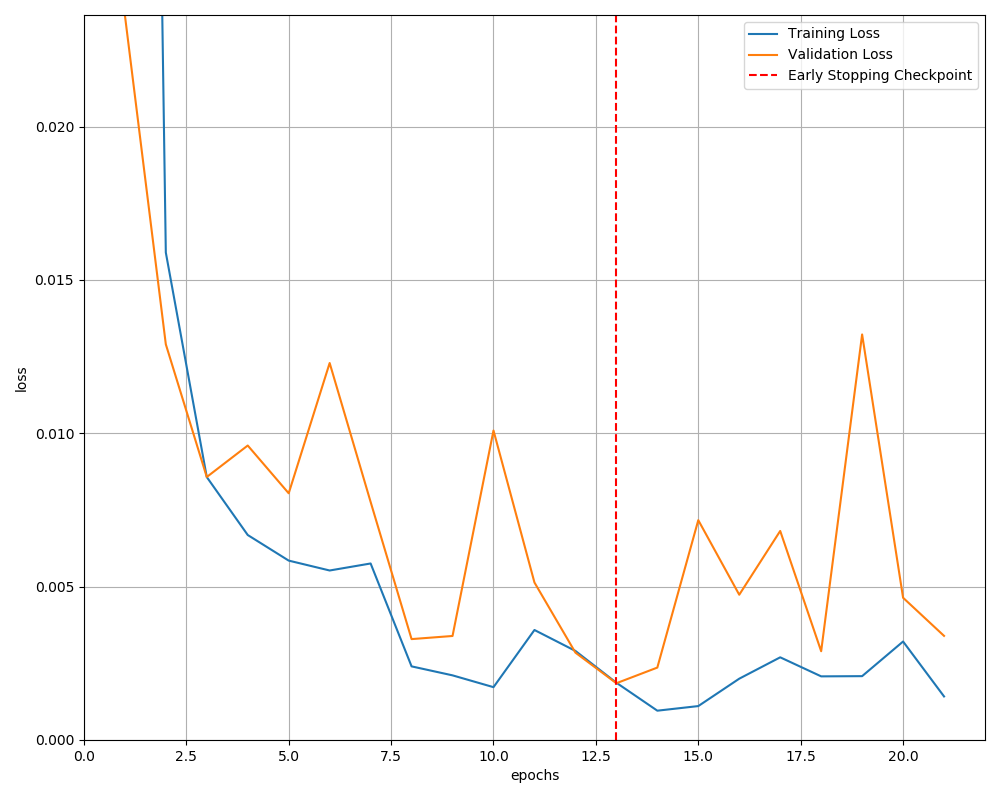 Training Loss
Validation Loss
Early Stopping Checkpoint
0.020
0.015
0.010
0.005
0.000
loss
0.0 2.5 5.0 7.5 10.0 12.5 15.0 17.5 20.0
epochs